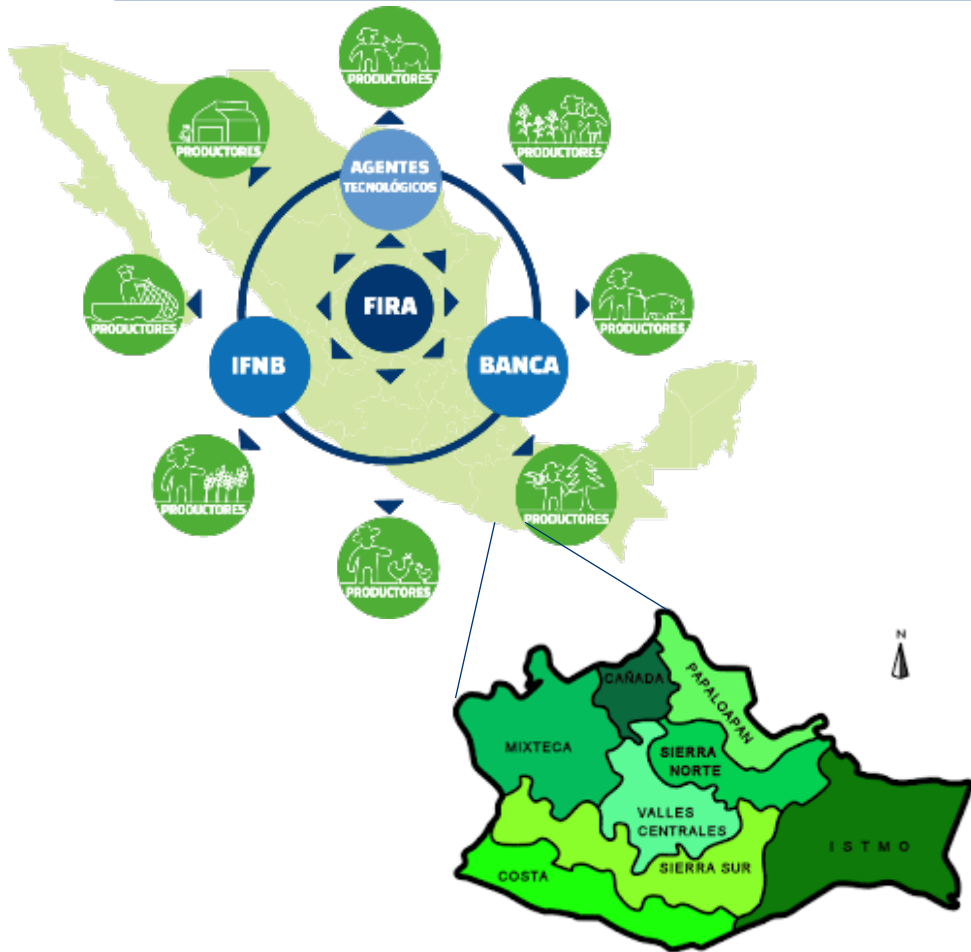 PRODUCTORES
PRODUCTORES
PRODUCTORES
AGENTES
TECNOLÓGICOS
PRODUCTORES
FIRA
PRODUCTORES
IFNB
BANCA
PRODUCTORES
PRODUCTORES
PRODUCTORES
N
CAÑADA
PAPALOAPAN
MIXTECA
SIERRA
NORTE
VALLES
CENTRALES
ISTMO
SIERRA SUR
COSTA